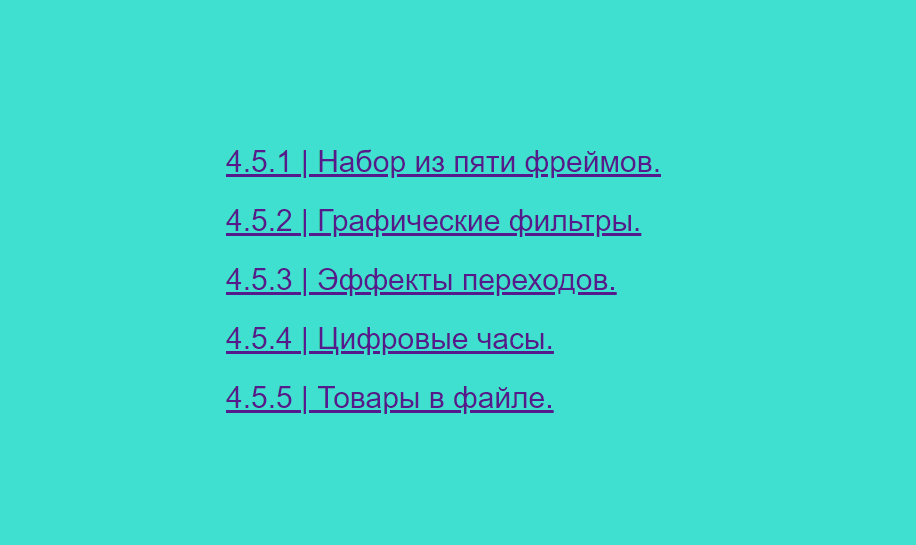 4.5.1 | Набор из пяти фреймов.
4.5.2 | Графические фильтры.
4.5.3 | Эффекты переходов.
4.5.4 | Цифровые часы.
4.5.5 | Товары в файле.